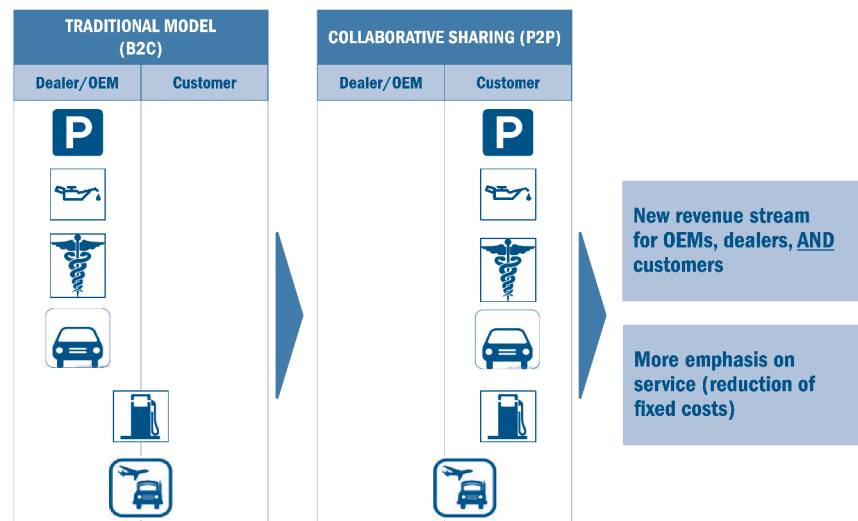 TRADITIONAL MODEL
(B2C)
Dealer/OEM
Customer
P
COLLABORATIVE SHARING (P2P)
Dealer/OEM
Customer
P
New revenue stream
for OEMs, dealers, AND
customers
More emphasis on
service (reduction of
fixed costs)